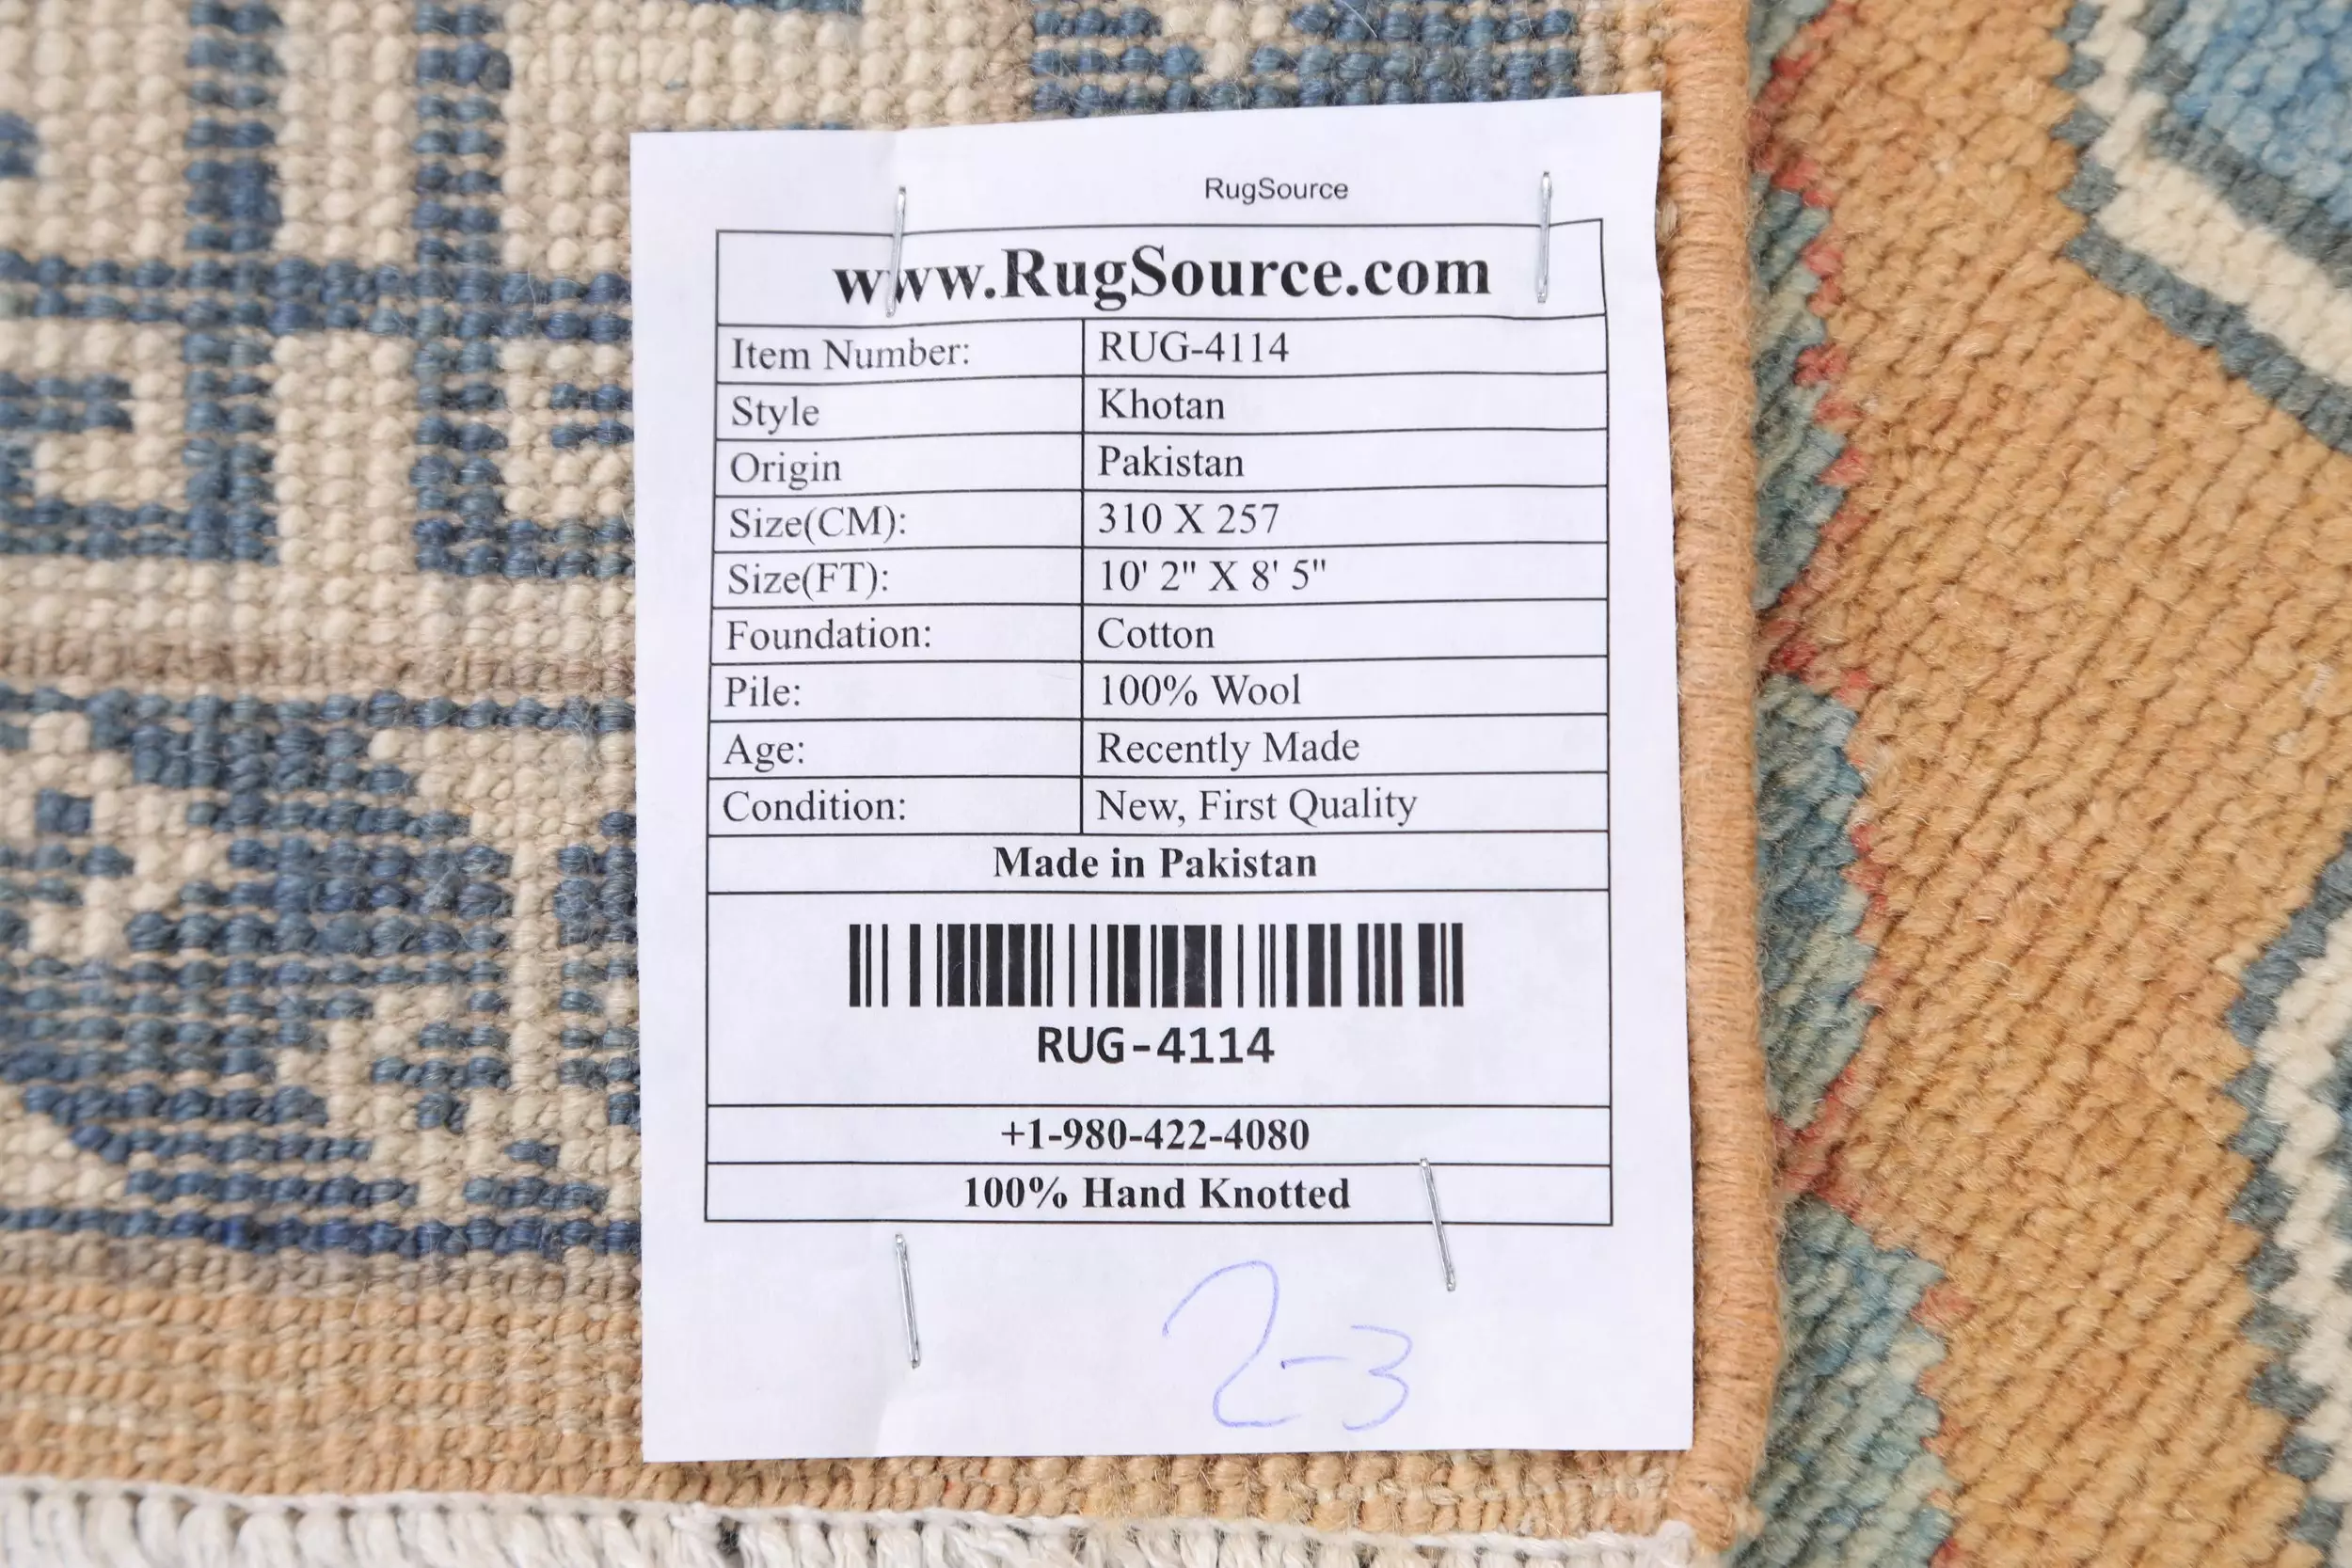 RugSource
www.RugSource.com
Item Number: RUG-4114
Style Khotan
Origin Pakistan
Size(CM): 310 X 257
Size(FT): 10' 2" X 8' 5"
Foundation: Cotton
Pile: 100% Wool
Age: Recently Made
Condition: New, First Quality
Made in Pakistan
RUG-4114
+1-980-422-4080
100% Hand Knotted
2-3